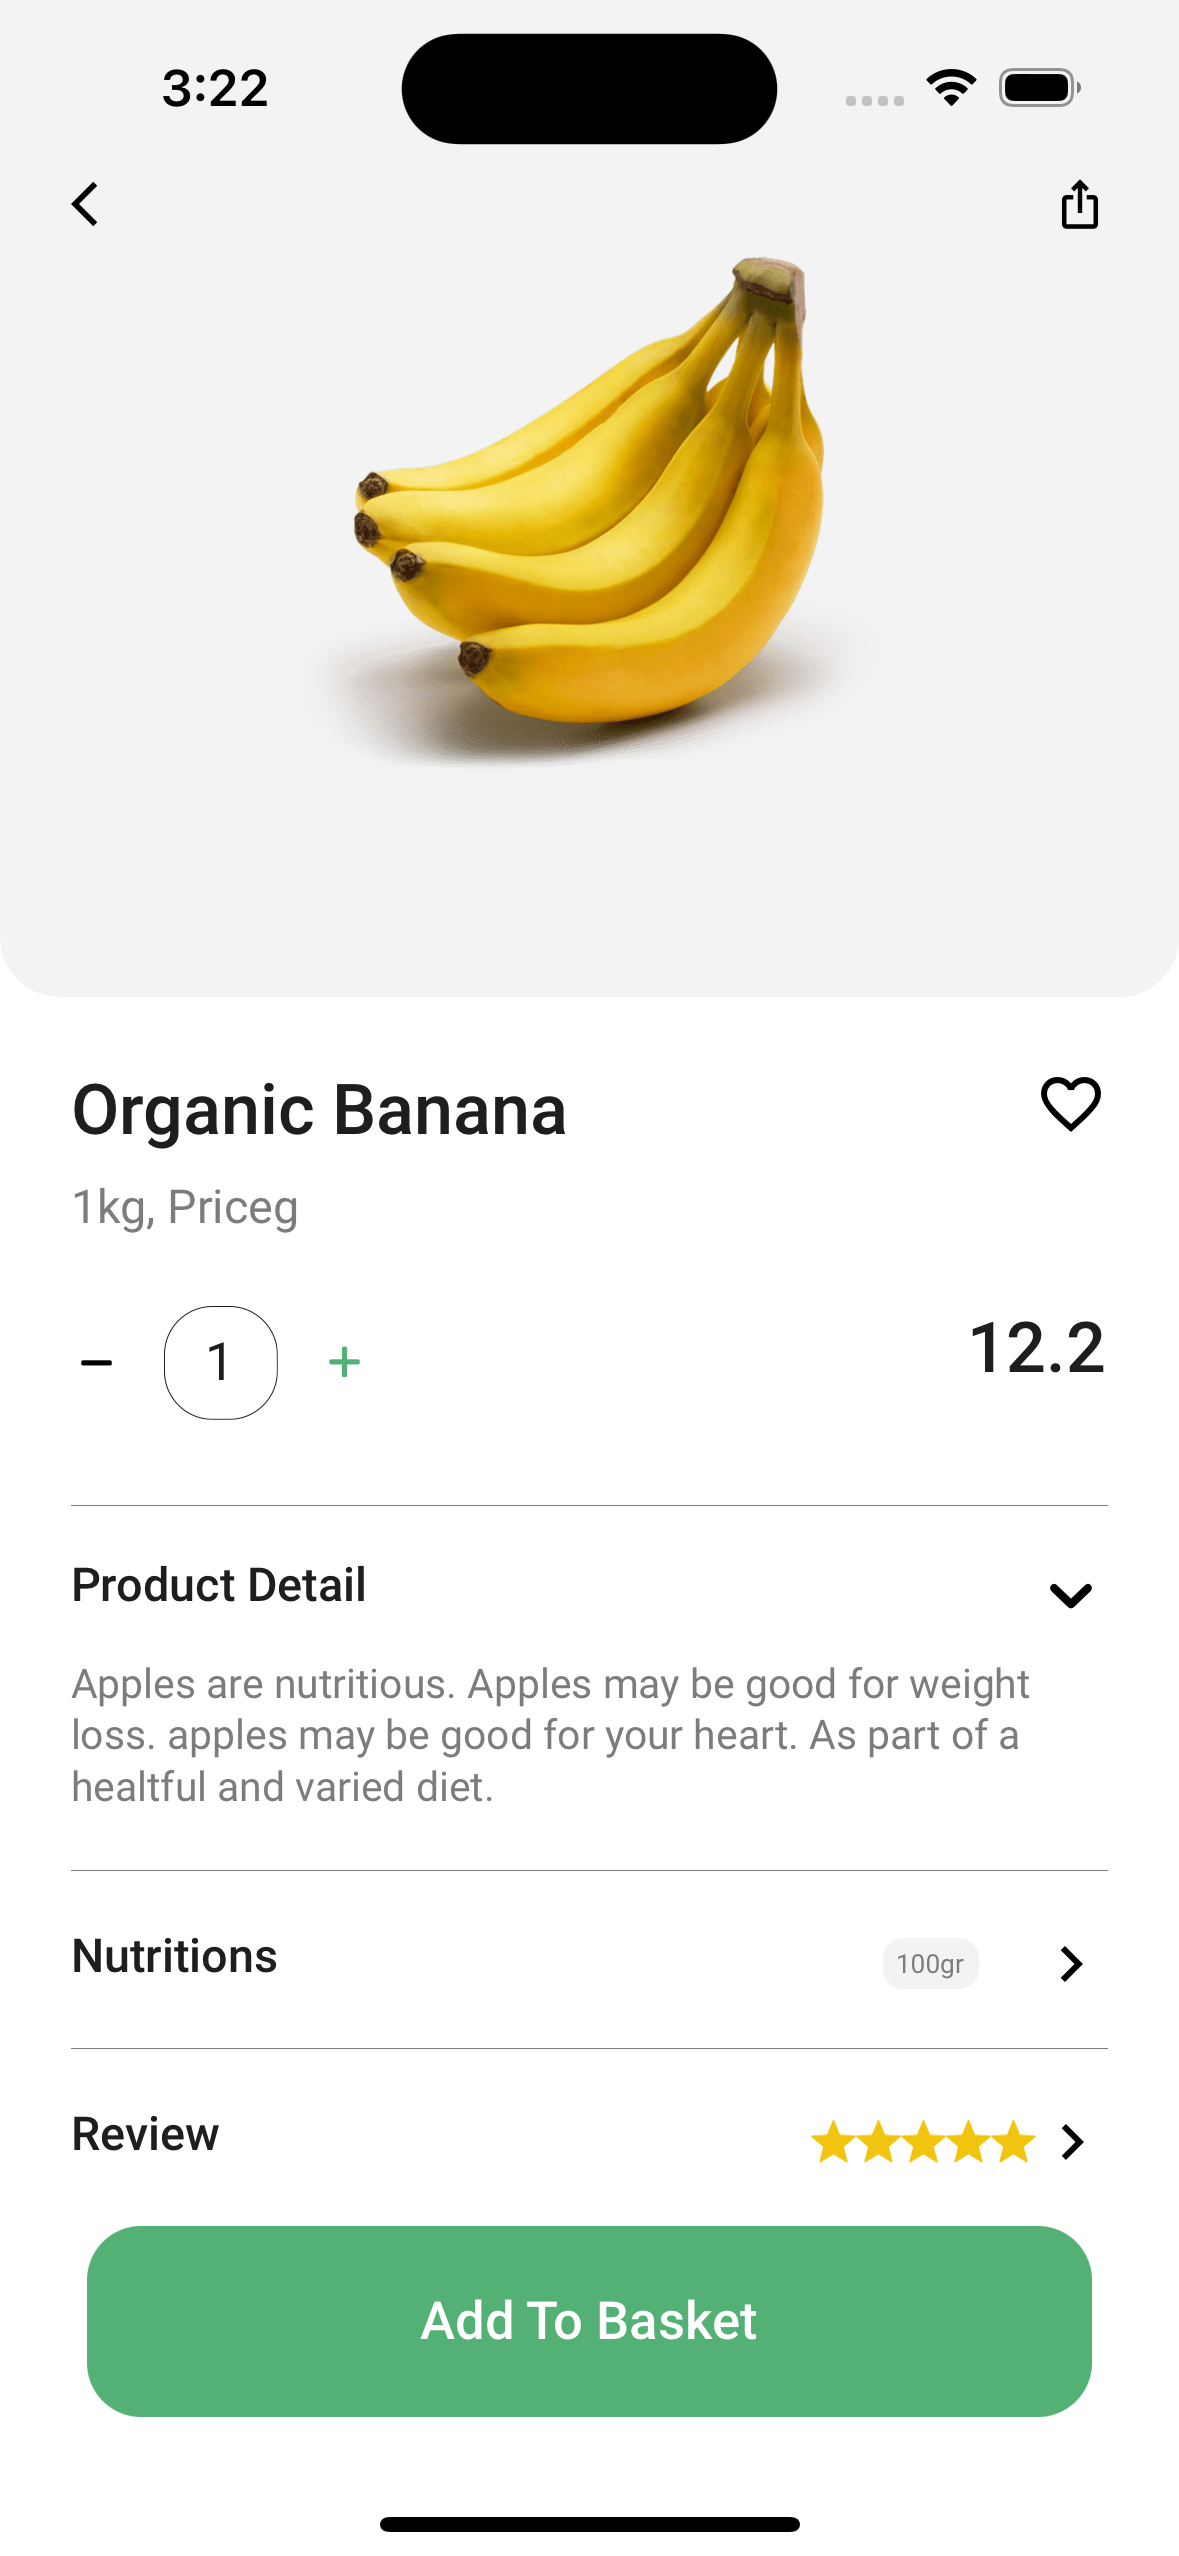 3:22
Organic Banana
1kg, Priceg
1
12.2
Product Detail
Apples are nutritious. Apples may be good for weight
loss. apples may be good for your heart. As part of a
healtful and varied diet.
Nutritions
100gr
Review
Add To Basket